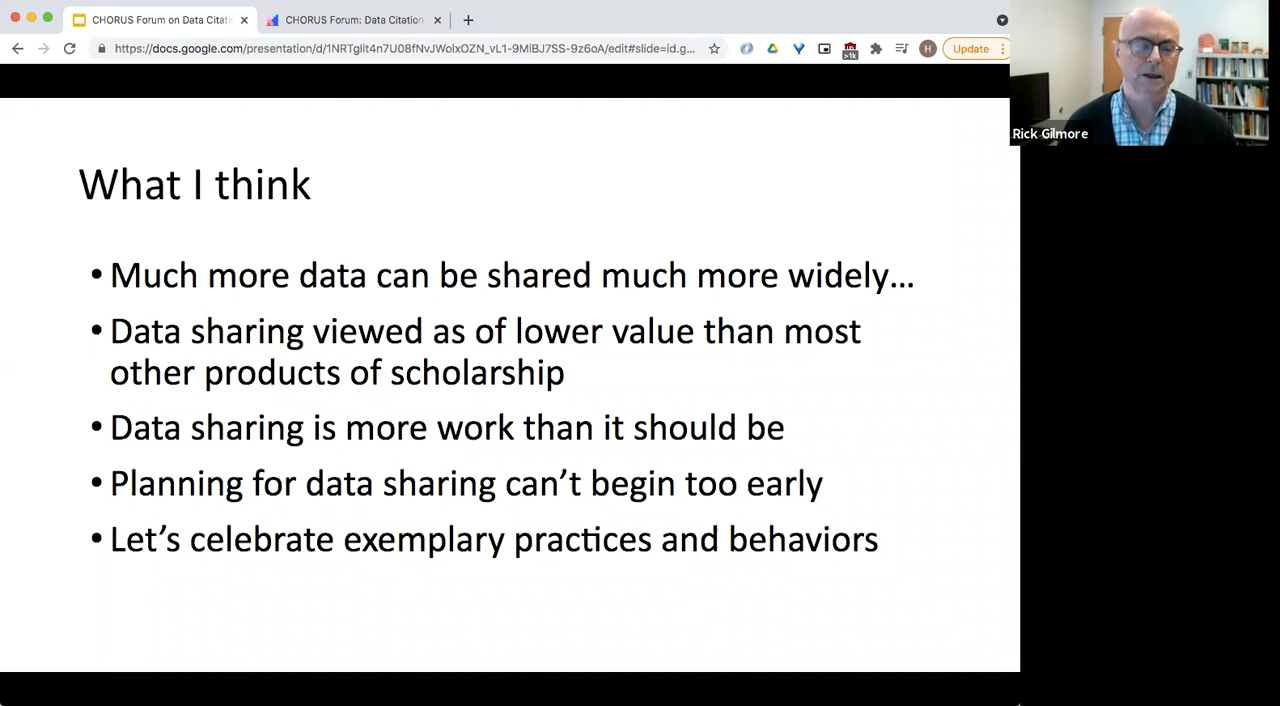 CHORUS Forum on Data Citati
CHORUS Forum: Data Citation
https://docs.google.com/presentation/d/1NRTglit4n7U08fNvJWolxOZN_vL1-9MiBJ7SS-9z6oA/edit#slide=id.g...
>1k
H
Update
Rick Gilmore
What I think
• Much more data can be shared much more widely…
• Data sharing viewed as of lower value than most
other products of scholarship
• Data sharing is more work than it should be
• Planning for data sharing can’t begin too early
• Let’s celebrate exemplary practices and behaviors